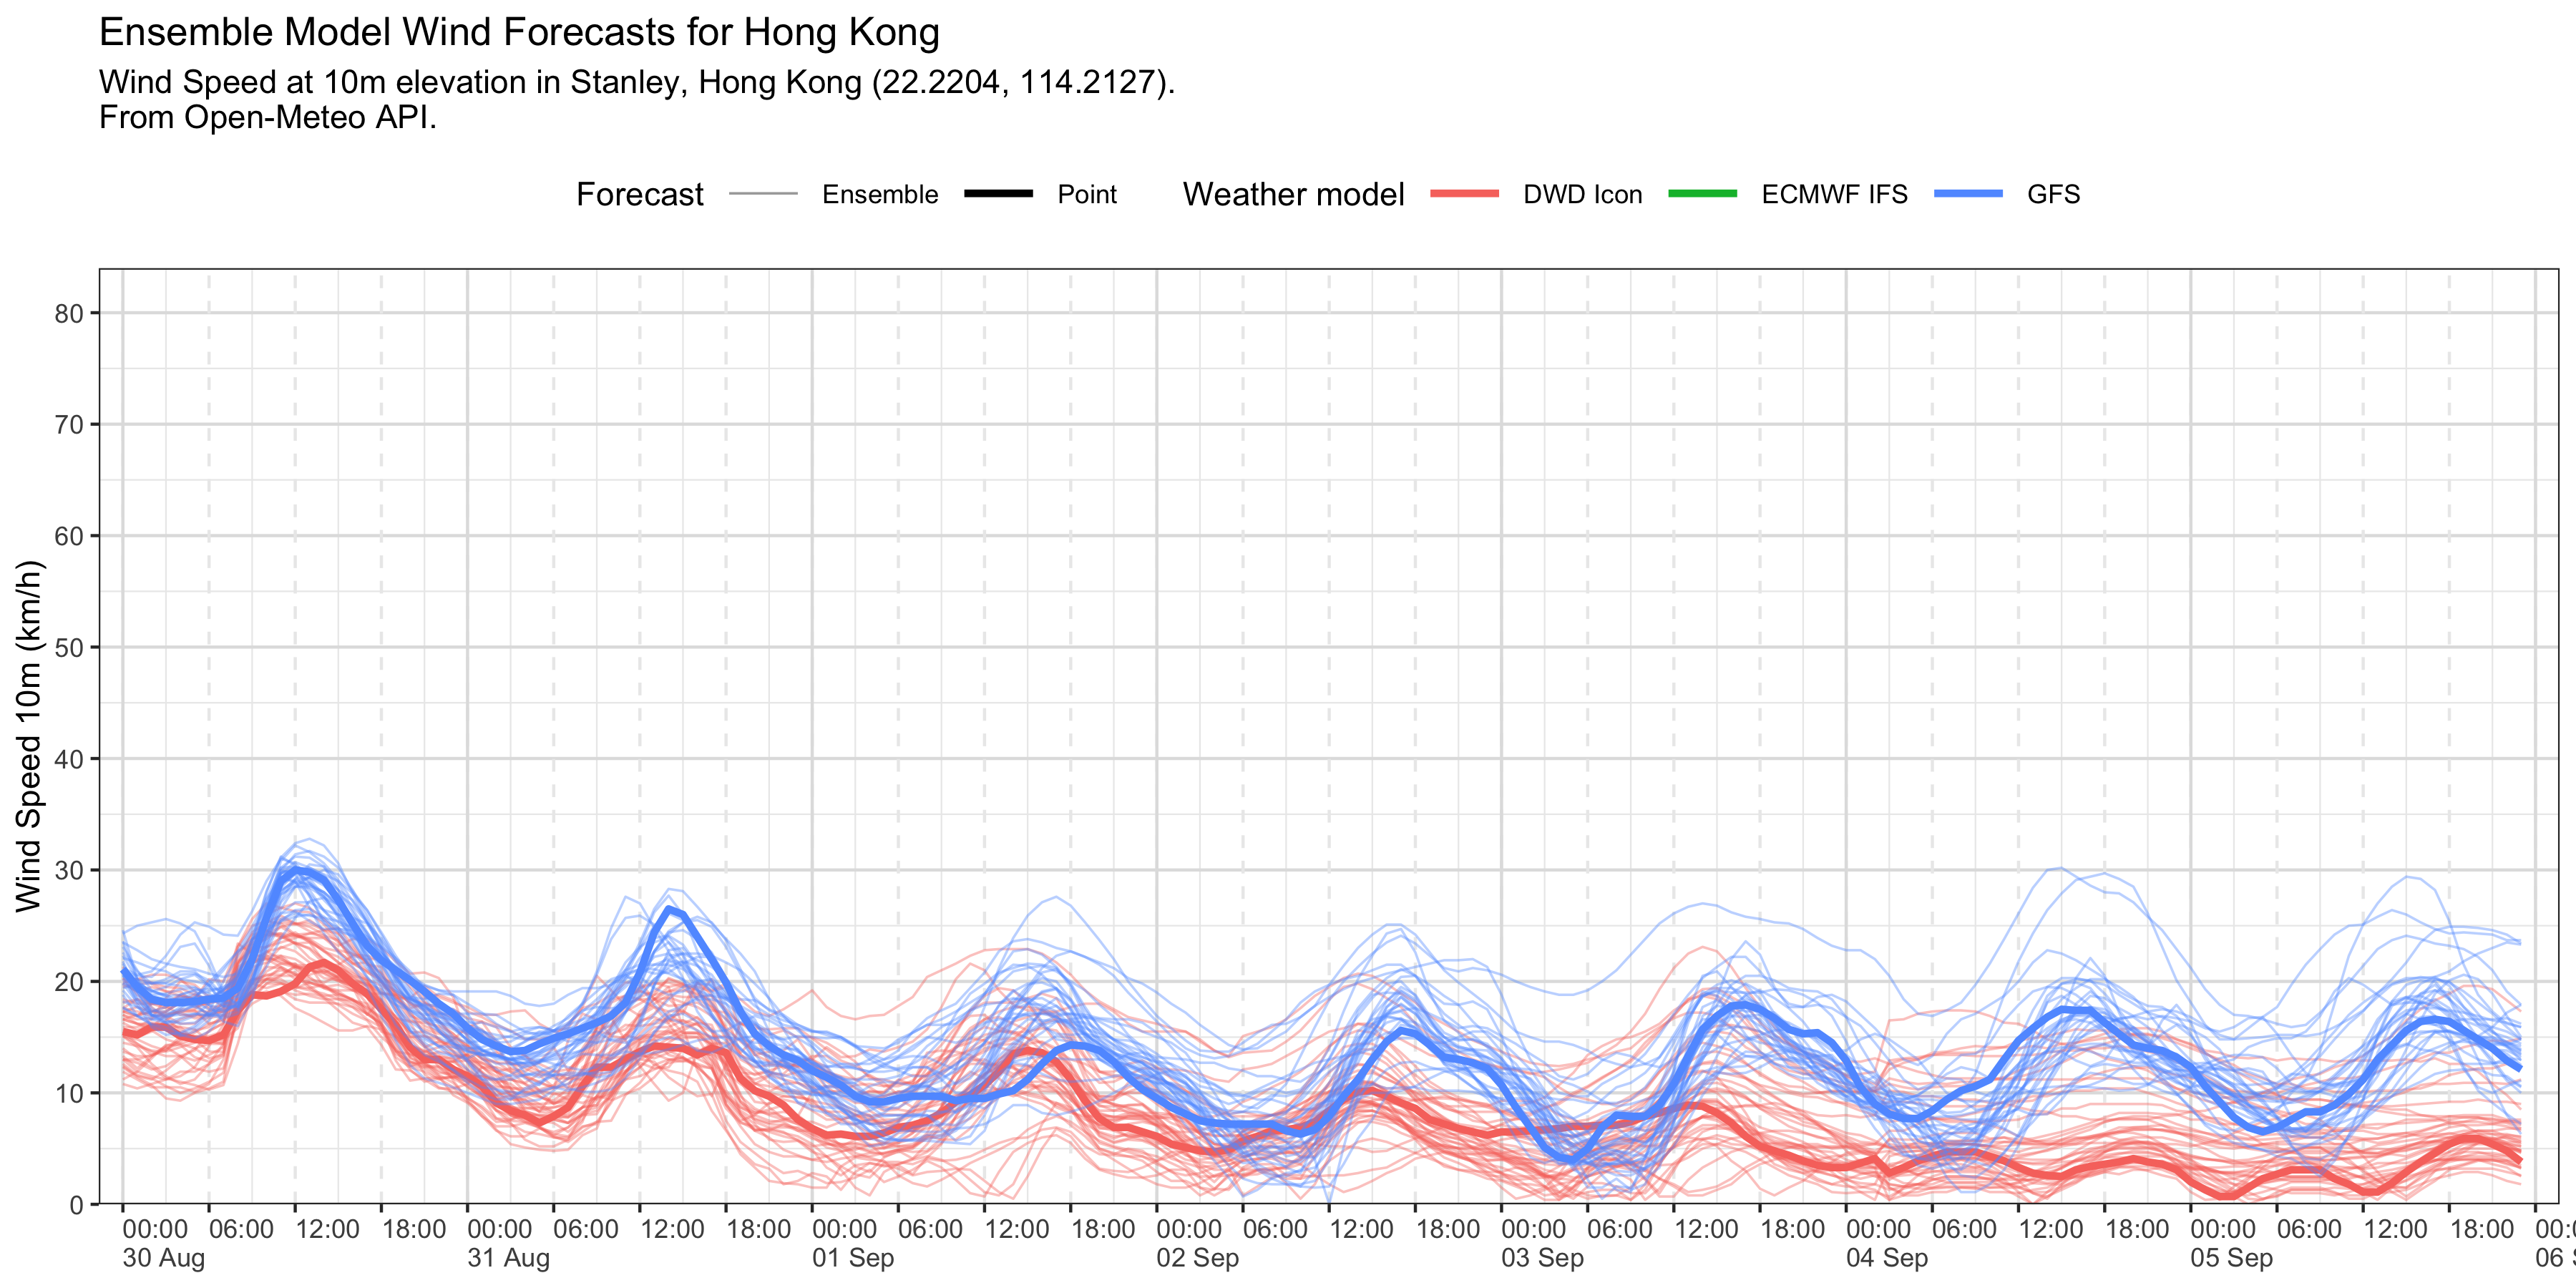 Ensemble Model Wind Forecasts for Hong Kong
Wind Speed at 10m elevation in Stanley, Hong Kong (22.2204, 114.2127).
From Open-Meteo API.
Forecast Ensemble Point Weather model DWD Icon ECMWF IFS GFS
Wind Speed 10m (km/h)
80
70
60
50
40
30
20
10
0
00:00 06:00 12:00 18:00 00:00 06:00 12:00 18:00 00:00 06:00 12:00 18:00 00:00 06:00 12:00 18:00 00:00 06:00 12:00 18:00 00:00 06:00 12:00 18:00 00:00 06:00 12:00 18:00
30 Aug 31 Aug 01 Sep 02 Sep 03 Sep 04 Sep 05 Sep 06